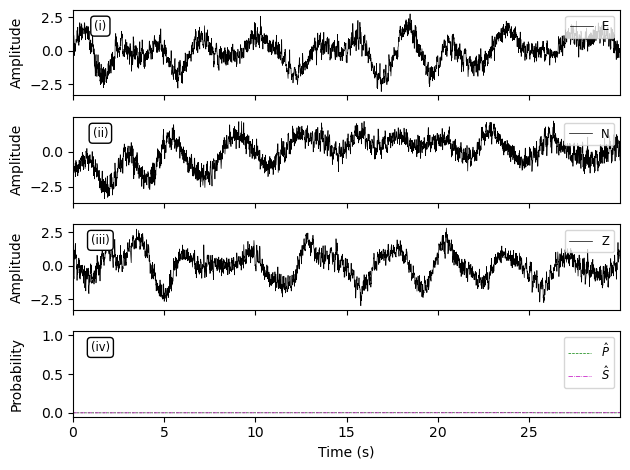 2.5
0.0
−2.5
Amplitude
(i)
E
0.0
−2.5
Amplitude
(ii)
N
2.5
0.0
−2.5
Amplitude
(iii)
Z
1.0
0.5
0.0
Probability
(iv)
P̂
Ŝ
0 5 10 15 20 25
Time (s)